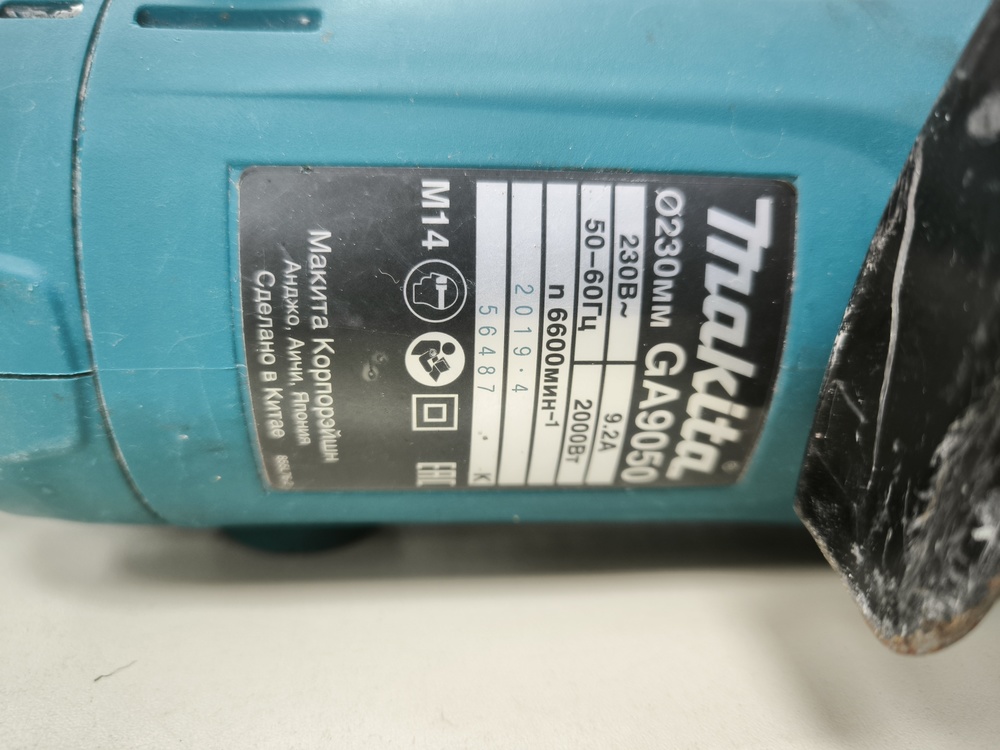 makita ®
Ø230мм GA9050
230В~ 9.2А
50–60Гц 2000Вт
n 6600мин⁻¹
2019.4
56487 K
M14 EAC
Макита Корпорэйшн
Анджо, Аичи, Япония
Сделано в Китае